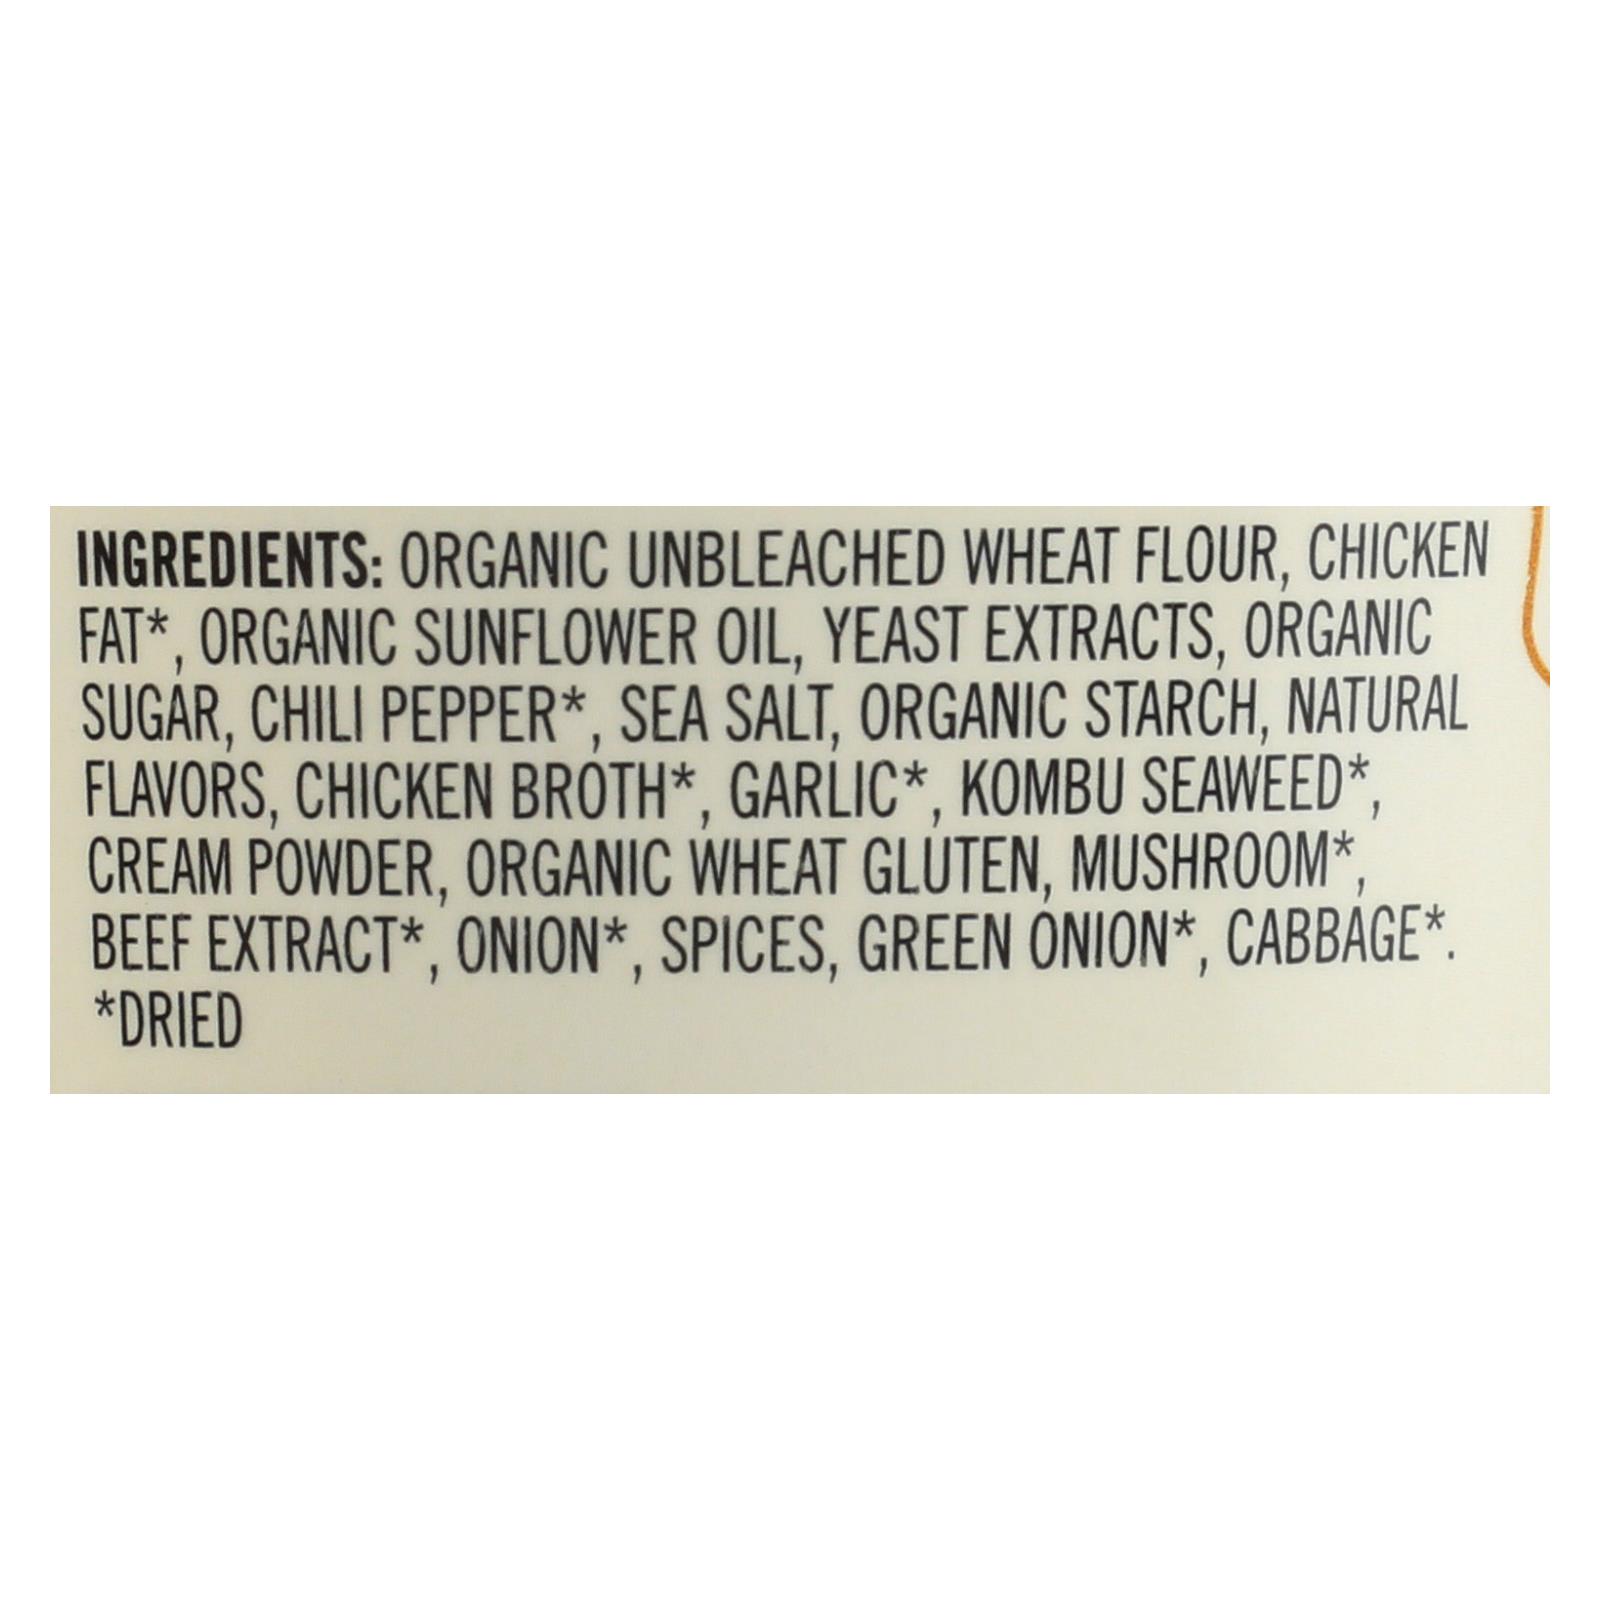 INGREDIENTS: ORGANIC UNBLEACHED WHEAT FLOUR, CHICKEN
FAT*, ORGANIC SUNFLOWER OIL, YEAST EXTRACTS, ORGANIC
SUGAR, CHILI PEPPER*, SEA SALT, ORGANIC STARCH, NATURAL
FLAVORS, CHICKEN BROTH*, GARLIC*, KOMBU SEAWEED*,
CREAM POWDER, ORGANIC WHEAT GLUTEN, MUSHROOM*,
BEEF EXTRACT*, ONION*, SPICES, GREEN ONION*, CABBAGE*.
*DRIED